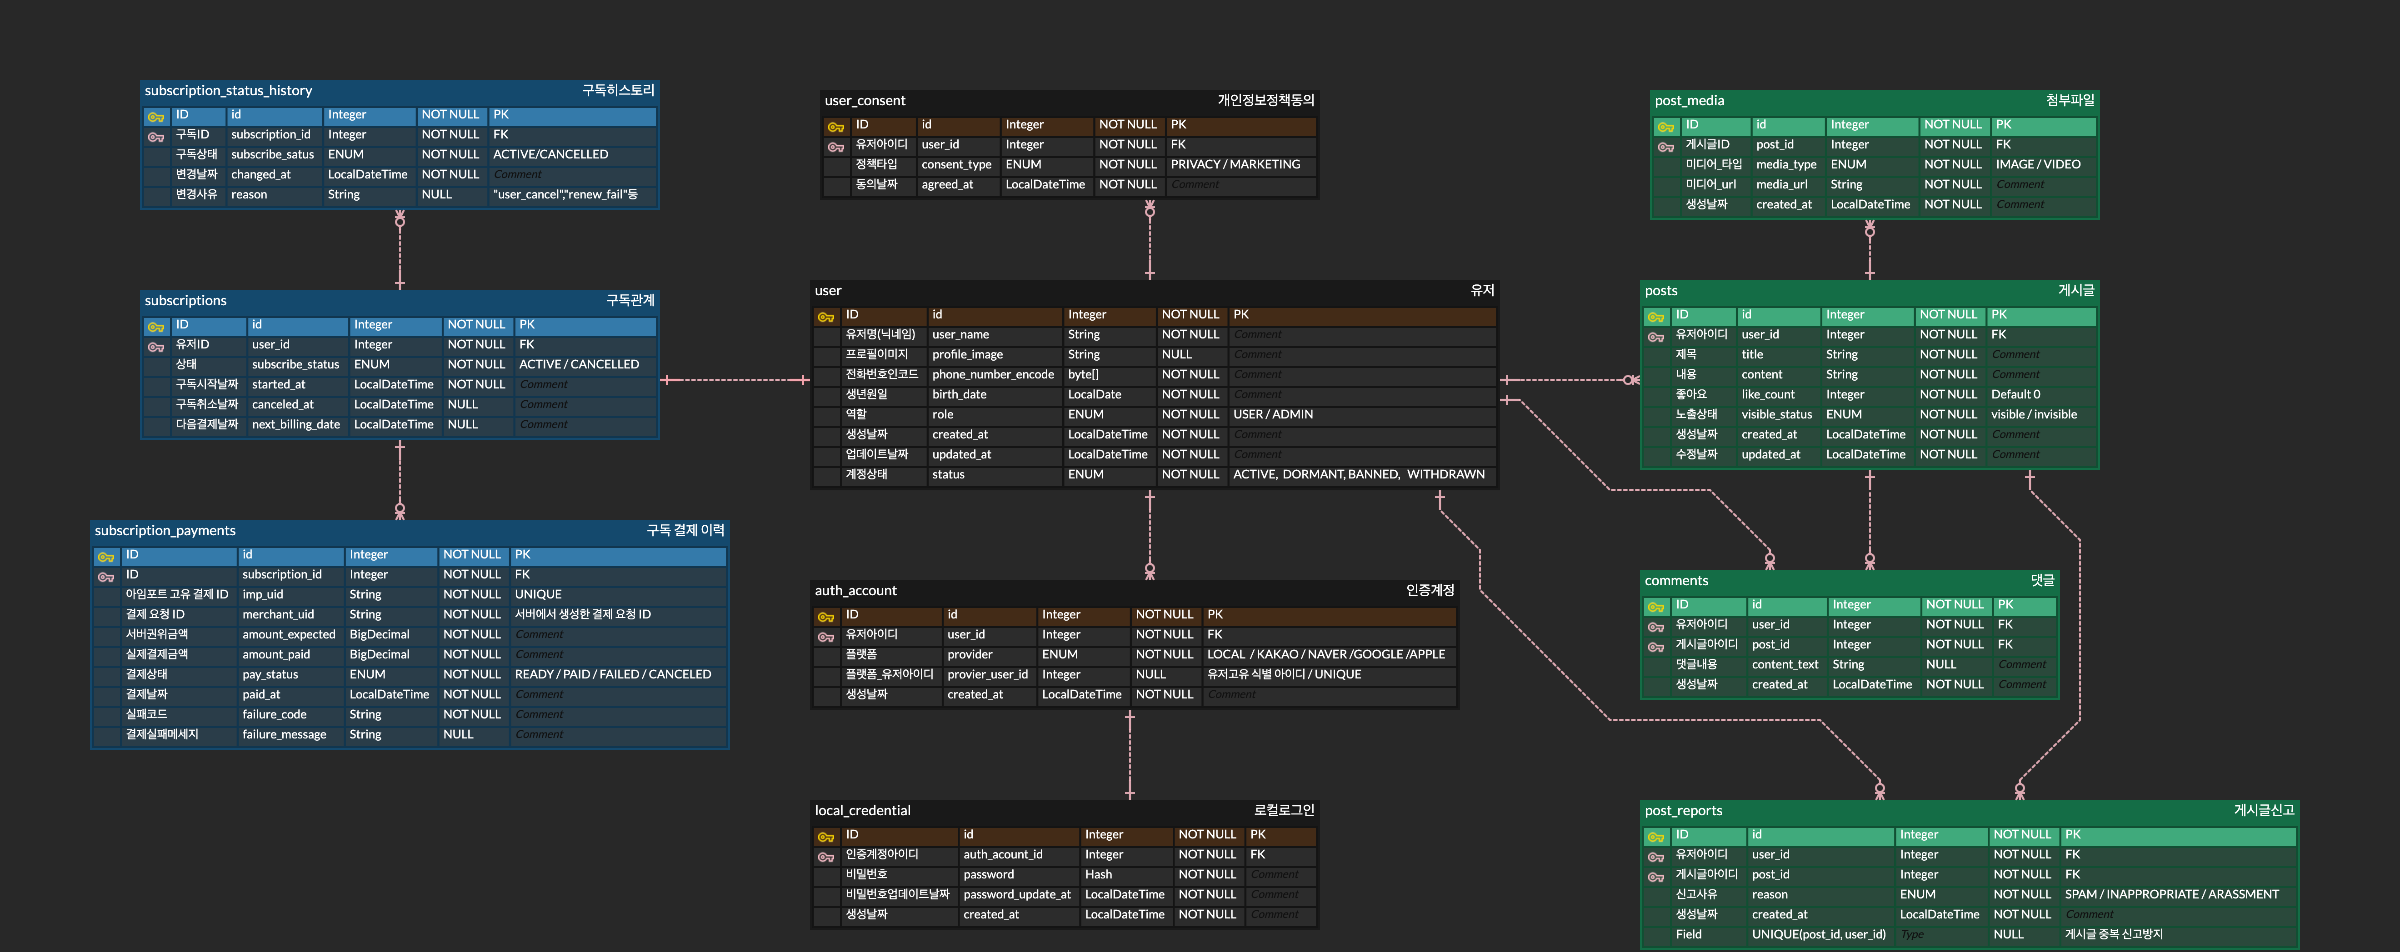 subscription_status_history 구독히스토리
ID id Integer NOT NULL PK
구독ID subscription_id Integer NOT NULL FK
구독상태 subscribe_satus ENUM NOT NULL ACTIVE/CANCELLED
변경날짜 changed_at LocalDateTime NOT NULL Comment
변경사유 reason String NULL "user_cancel","renew_fail"등
user_consent 개인정보정책동의
ID id Integer NOT NULL PK
유저아이디 user_id Integer NOT NULL FK
정책타입 consent_type ENUM NOT NULL PRIVACY / MARKETING
동의날짜 agreed_at LocalDateTime NOT NULL Comment
post_media 첨부파일
ID id Integer NOT NULL PK
게시글ID post_id Integer NOT NULL FK
미디어_타입 media_type ENUM NOT NULL IMAGE / VIDEO
미디어_url media_url String NOT NULL Comment
생성날짜 created_at LocalDateTime NOT NULL Comment
subscriptions 구독관계
ID id Integer NOT NULL PK
유저ID user_id Integer NOT NULL FK
상태 subscribe_status ENUM NOT NULL ACTIVE / CANCELLED
구독시작날짜 started_at LocalDateTime NOT NULL Comment
구독취소날짜 canceled_at LocalDateTime NULL Comment
다음결제날짜 next_billing_date LocalDateTime NULL Comment
user 유저
ID id Integer NOT NULL PK
유저명(닉네임) user_name String NOT NULL Comment
프로필이미지 profile_image String NULL Comment
전화번호인코드 phone_number_encode byte[] NOT NULL Comment
생년원일 birth_date LocalDate NOT NULL Comment
역할 role ENUM NOT NULL USER / ADMIN
생성날짜 created_at LocalDateTime NOT NULL Comment
업데이트날짜 updated_at LocalDateTime NOT NULL Comment
계정상태 status ENUM NOT NULL ACTIVE, DORMANT, BANNED, WITHDRAWN
posts 게시글
ID id Integer NOT NULL PK
유저아이디 user_id Integer NOT NULL FK
제목 title String NOT NULL Comment
내용 content String NOT NULL Comment
좋아요 like_count Integer NOT NULL Default 0
노출상태 visible_status ENUM NOT NULL visible / invisible
생성날짜 created_at LocalDateTime NOT NULL Comment
수정날짜 updated_at LocalDateTime NOT NULL Comment
subscription_payments 구독 결제 이력
ID id Integer NOT NULL PK
ID subscription_id Integer NOT NULL FK
아임포트 고유 결제 ID imp_uid String NOT NULL UNIQUE
결제 요청 ID merchant_uid String NOT NULL 서버에서 생성한 결제 요청 ID
서버권위금액 amount_expected BigDecimal NOT NULL Comment
실제결제금액 amount_paid BigDecimal NOT NULL Comment
결제상태 pay_status ENUM NOT NULL READY / PAID / FAILED / CANCELED
결제날짜 paid_at LocalDateTime NOT NULL Comment
실패코드 failure_code String NOT NULL Comment
결제실패메세지 failure_message String NULL Comment
auth_account 인증계정
ID id Integer NOT NULL PK
유저아이디 user_id Integer NOT NULL FK
플랫폼 provider ENUM NOT NULL LOCAL / KAKAO / NAVER /GOOGLE /APPLE
플랫폼_유저아이디 provier_user_id Integer NULL 유저고유 식별 아이디 / UNIQUE
생성날짜 created_at LocalDateTime NOT NULL Comment
comments 댓글
ID id Integer NOT NULL PK
유저아이디 user_id Integer NOT NULL FK
게시글아이디 post_id Integer NOT NULL FK
댓글내용 content_text String NULL Comment
생성날짜 created_at LocalDateTime NOT NULL Comment
local_credential 로컬로그인
ID id Integer NOT NULL PK
인증계정아이디 auth_acount_id Integer NOT NULL FK
비밀번호 password Hash NOT NULL Comment
비밀번호업데이트날짜 password_update_at LocalDateTime NOT NULL Comment
생성날짜 created_at LocalDateTime NOT NULL Comment
post_reports 게시글신고
ID id Integer NOT NULL PK
유저아이디 user_id Integer NOT NULL FK
게시글아이디 post_id Integer NOT NULL FK
신고사유 reason ENUM NOT NULL SPAM / INAPPROPRIATE / ARASSMENT
생성날짜 created_at LocalDateTime NOT NULL Comment
Field UNIQUE(post_id, user_id) Type NULL 게시글 중복 신고방지